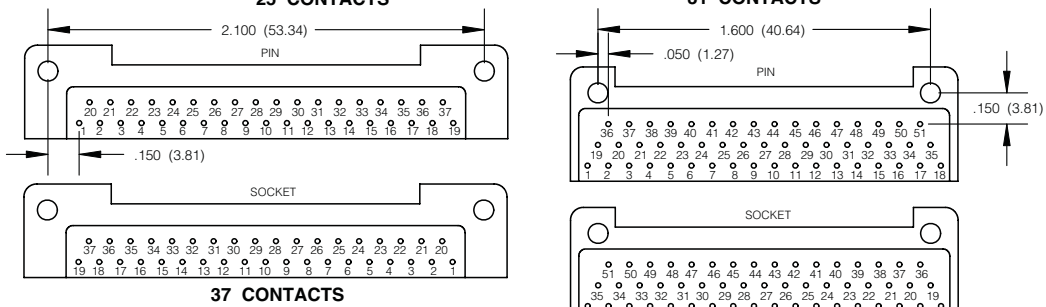 25 CONTACTS
2.100 (53.34)
PIN
20 21 22 23 24 25 26 27 28 29 30 31 32 33 34 35 36 37
1 2 3 4 5 6 7 8 9 10 11 12 13 14 15 16 17 18 19
.150 (3.81)
SOCKET
37 36 35 34 33 32 31 30 29 28 27 26 25 24 23 22 21 20
19 18 17 16 15 14 13 12 11 10 9 8 7 6 5 4 3 2 1
37 CONTACTS
CONTACTS
1.600 (40.64)
.050 (1.27)
PIN
.150 (3.81)
36 37 38 39 40 41 42 43 44 45 46 47 48 49 50 51
19 20 21 22 23 24 25 26 27 28 29 30 31 32 33 34 35
1 2 3 4 5 6 7 8 9 10 11 12 13 14 15 16 17 18
SOCKET
51 50 49 48 47 46 45 44 43 42 41 40 39 38 37 36
35 34 33 32 31 30 29 28 27 26 25 24 23 22 21 20 19